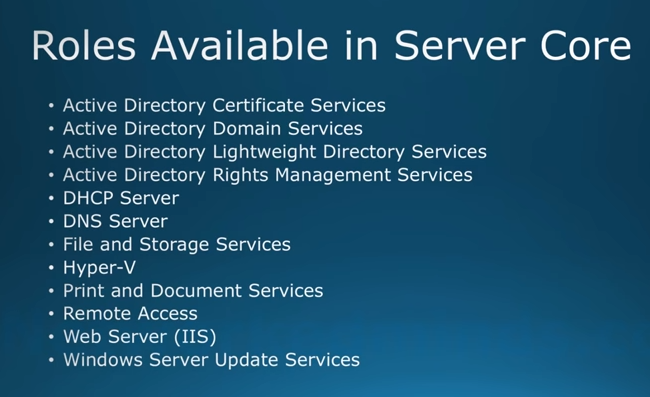 Roles Available in Server Core
• Active Directory Certificate Services
• Active Directory Domain Services
• Active Directory Lightweight Directory Services
• Active Directory Rights Management Services
• DHCP Server
• DNS Server
• File and Storage Services
• Hyper-V
• Print and Document Services
• Remote Access
• Web Server (IIS)
• Windows Server Update Services